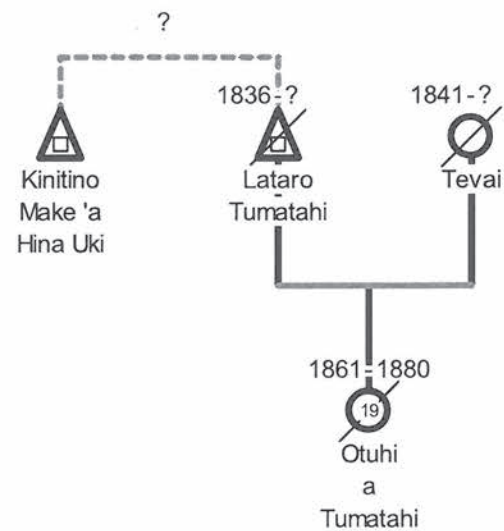 ?
1836-?
1841-?
Kinitino
Make 'a
Hina Uki
Lataro
Tumatahi
Tevai
1861-1880
19
Otuhi
a
Tumatahi